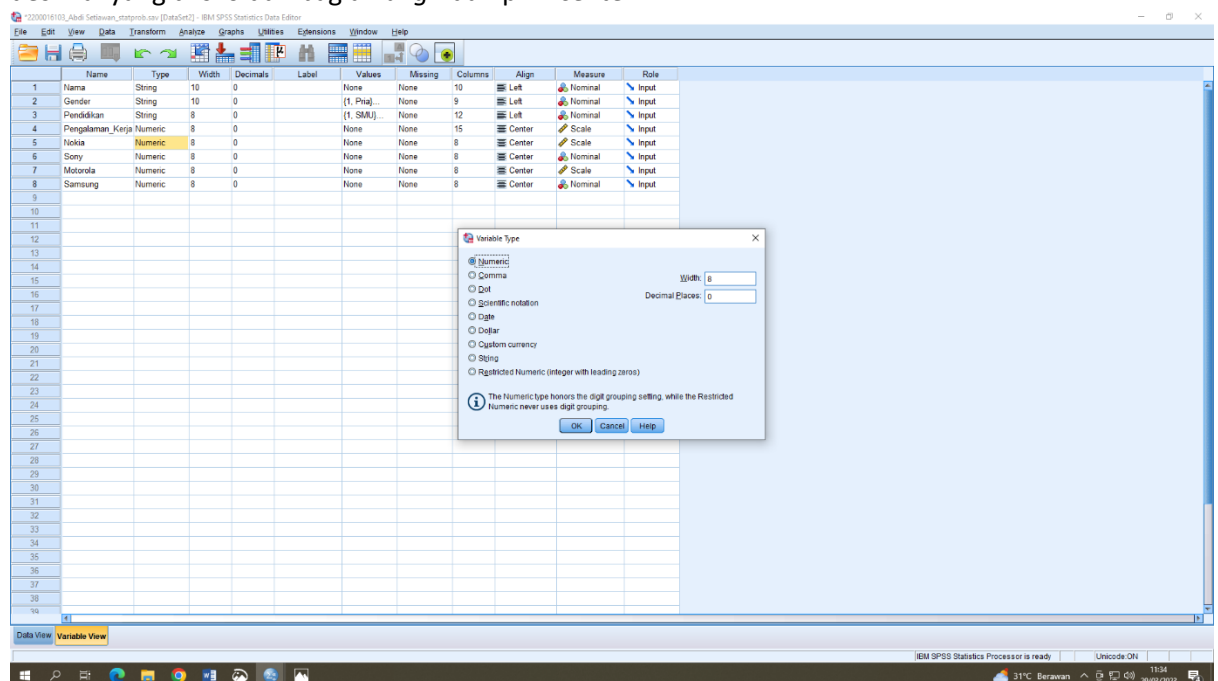 *2200016103_Abdi Setiawan_statprob.sav [DataSet2] - IBM SPSS Statistics Data Editor
File Edit View Data Transform Analyze Graphs Utilities Extensions Window Help
Name Type Width Decimals Label Values Missing Columns Align Measure Role
1 Nama String 10 0 None None 10 Left Nominal Input
2 Gender String 10 0 {1, Pria}... None 9 Left Nominal Input
3 Pendidikan String 8 0 {1, SMU}... None 12 Left Nominal Input
4 Pengalaman_Kerja Numeric 8 0 None None 15 Center Scale Input
5 Nokia Numeric 8 0 None None 8 Center Scale Input
6 Sony Numeric 8 0 None None 8 Center Nominal Input
7 Motorola Numeric 8 0 None None 8 Center Scale Input
8 Samsung Numeric 8 0 None None 8 Center Nominal Input
9
10
11
12
13
14
15
16
17
18
19
20
21
22
23
24
25
26
27
28
29
30
31
32
33
34
35
36
37
38
39
Variable Type
Numeric
Comma
Dot
Scientific notation
Date
Dollar
Custom currency
String
Restricted Numeric (integer with leading zeros)
Width: 8
Decimal Places: 0
The Numeric type honors the digit grouping setting, while the Restricted
Numeric never uses digit grouping.
OK Cancel Help
Data View Variable View
IBM SPSS Statistics Processor is ready Unicode:ON
31°C Berawan 11:34